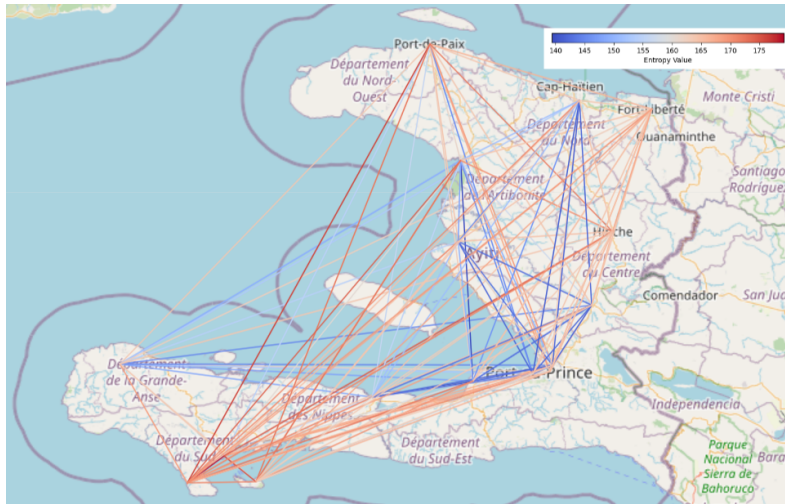 140 145 150 155 160 165 170 175
Entropy Value
Port-de-Paix
Département
du Nord-
Ouest
Cap-Haïtien
Fort-Liberté
Monte Cristi
Ouanaminthe
Département
du Nord
Département
de l'Artibonite
Santiago
Rodríguez
Hinche
Département
du Centre
Comendador
San Jua
Département
de la Grande-
Anse
Port-au-Prince
Département
des Nippes
Independencia
Département
du Sud
Département
du Sud-Est
Parque
Nacional
Sierra de
Bahoruco
Bara